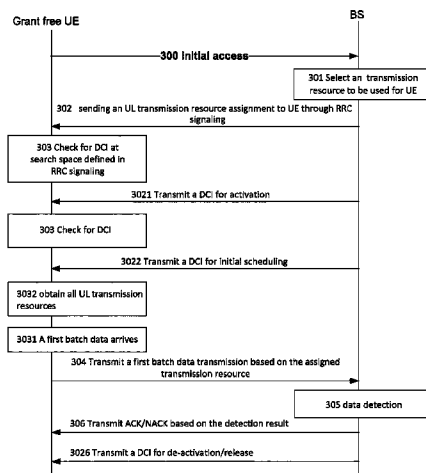 Grant free UE
BS
300 Initial access
301 Select an transmission
resource to be used for UE
302 sending an UL transmission resource assignment to UE through RRC
signaling
303 Check for DCI at
search space defined in
RRC signaling
3021 Transmit a DCI for activation
303 Check for DCI
3022 Transmit a DCI for initial scheduling
3032 obtain all UL transmission
resources
3031 A first batch data arrives
304 Transmit a first batch data transmission based on the assigned
transmission resource
305 data detection
306 Transmit ACK/NACK based on the detection result
3026 Transmit a DCI for de-activation/release